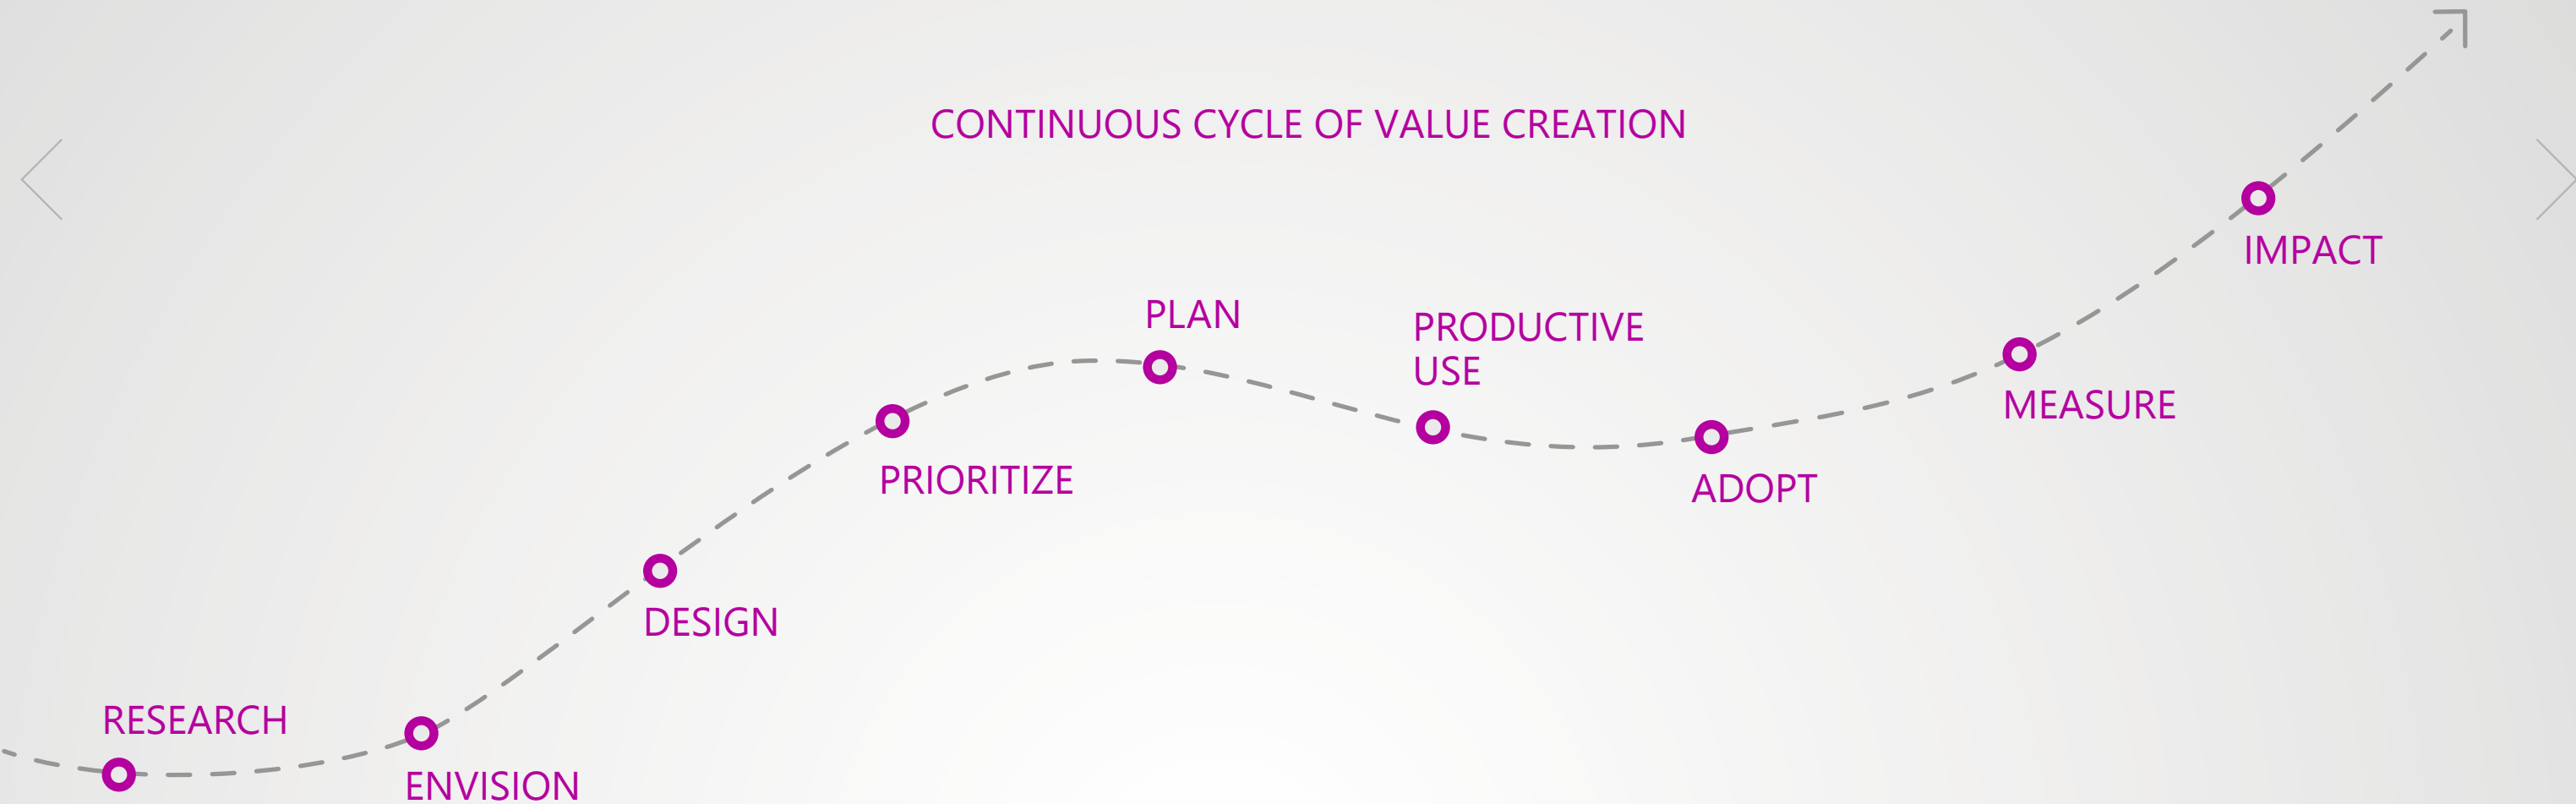 CONTINUOUS CYCLE OF VALUE CREATION
RESEARCH
ENVISION
DESIGN
PRIORITIZE
PLAN
PRODUCTIVE
USE
ADOPT
MEASURE
IMPACT